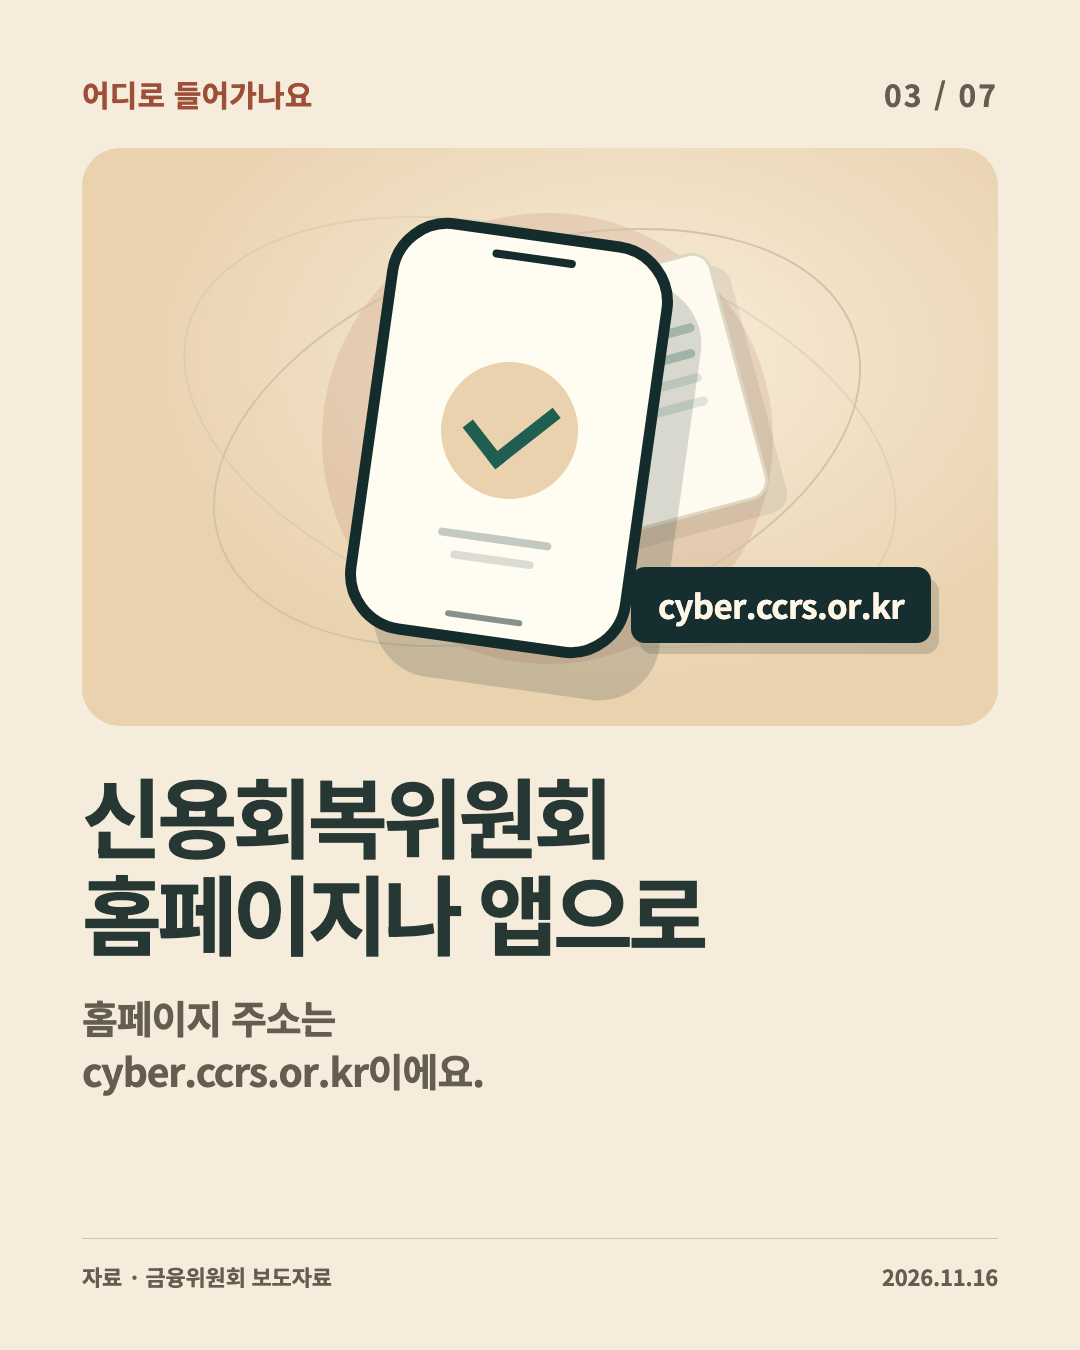 어디로 들어가나요
03 / 07
cyber.ccrs.or.kr
신용회복위원회
홈페이지나 앱으로
홈페이지 주소는
cyber.ccrs.or.kr이에요.
자료 · 금융위원회 보도자료
2026.11.16